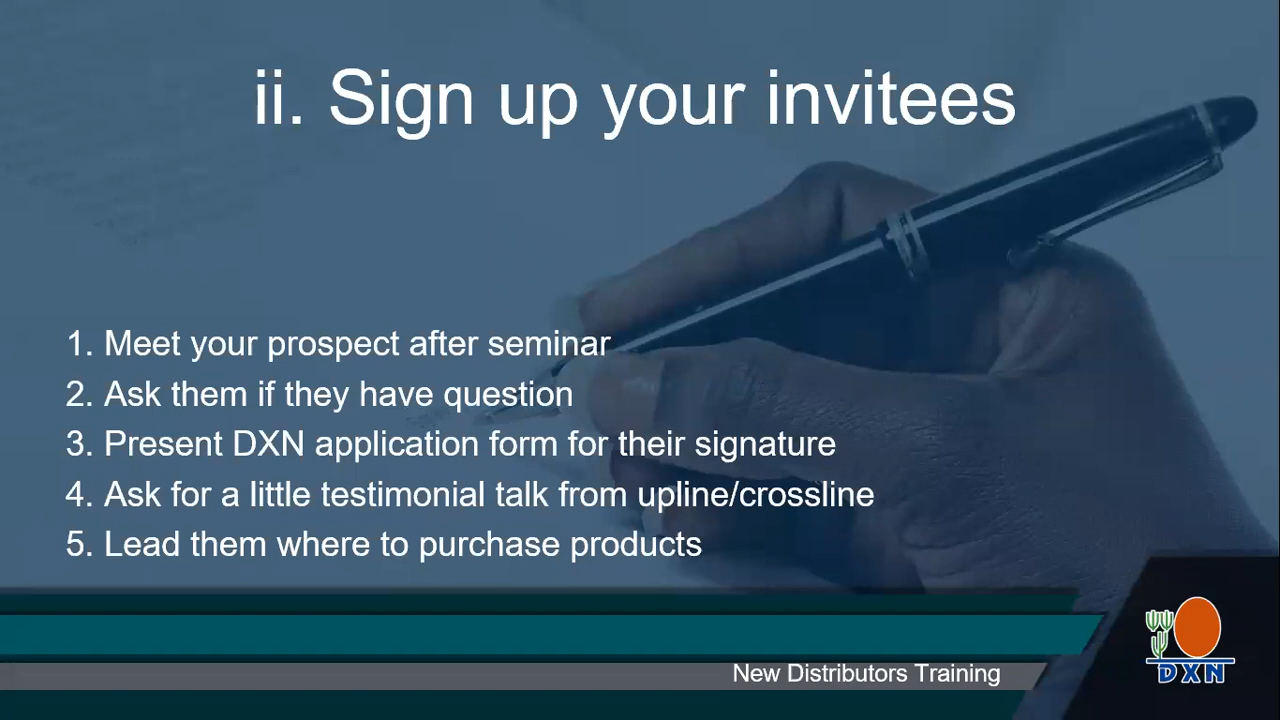 ii. Sign up your invitees
1. Meet your prospect after seminar
2. Ask them if they have question
3. Present DXN application form for their signature
4. Ask for a little testimonial talk from upline/crossline
5. Lead them where to purchase products
New Distributors Training
DXN